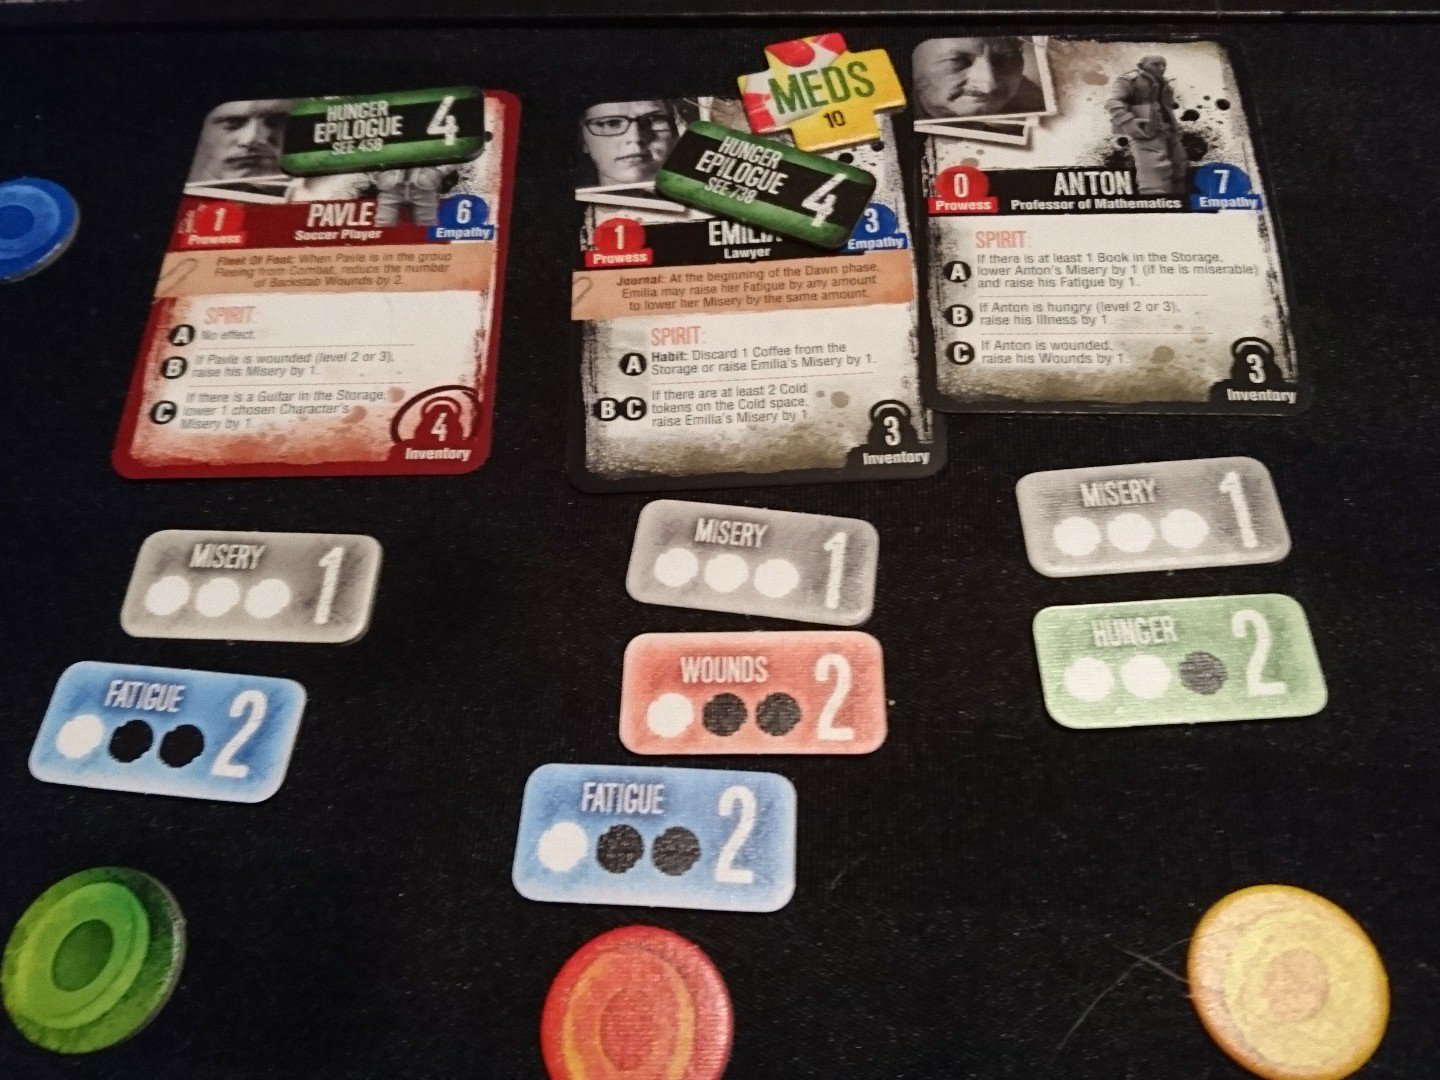 HUNGER
EPILOGUE
SEE 458
4
1
Prowess
PAVLE
Soccer Player
6
Empathy
Fleet Of Foot: When Pavle is in the group
fleeing from Combat, reduce the number
of Backstab Wounds by 2.
SPIRIT:
A
No effect.
B
If Pavle is wounded (level 2 or 3),
raise his Misery by 1.
C
If there is a Guitar in the Storage,
lower 1 chosen Character's
Misery by 1.
4
Inventory
MEDS
10
HUNGER
EPILOGUE
SEE 738
4
1
Prowess
Lawyer
3
Empathy
Journal: At the beginning of the Dawn phase,
Emilia may raise her Fatigue by any amount
to lower her Misery by the same amount.
SPIRIT:
A
Habit: Discard 1 Coffee from the
Storage or raise Emilia's Misery by 1.
B C
If there are at least 2 Cold
tokens on the Cold space,
raise Emilia's Misery by 1.
3
Inventory
0
Prowess
ANTON
Professor of Mathematics
7
Empathy
SPIRIT:
A
If there is at least 1 Book in the Storage,
lower Anton's Misery by 1 (if he is miserable)
and raise his Fatigue by 1.
B
If Anton is hungry (level 2 or 3),
raise his Illness by 1.
C
If Anton is wounded,
raise his Wounds by 1.
3
Inventory
MISERY 1
FATIGUE 2
MISERY 1
WOUNDS 2
FATIGUE 2
MISERY 1
HUNGER 2